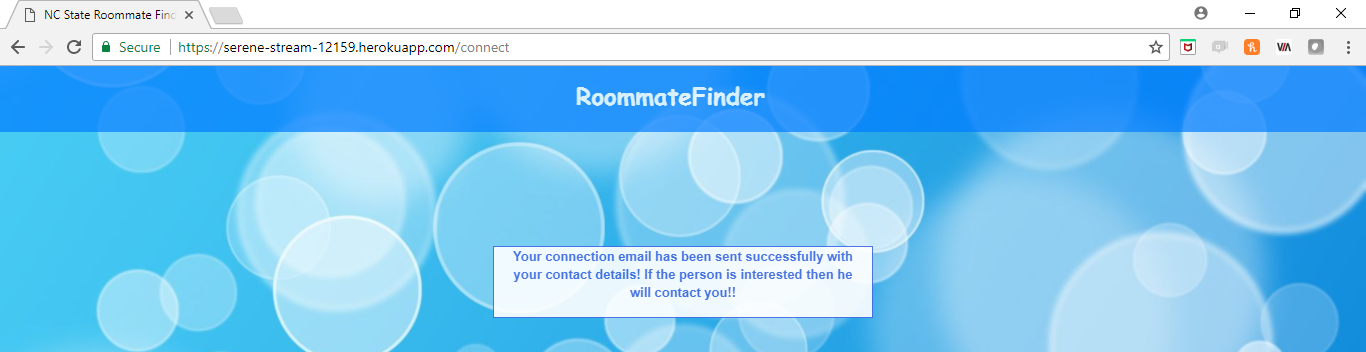 NC State Roommate Find
Secure
https://serene-stream-12159.herokuapp.com/connect
RoommateFinder
Your connection email has been sent successfully with
your contact details! If the person is interested then he
will contact you!!